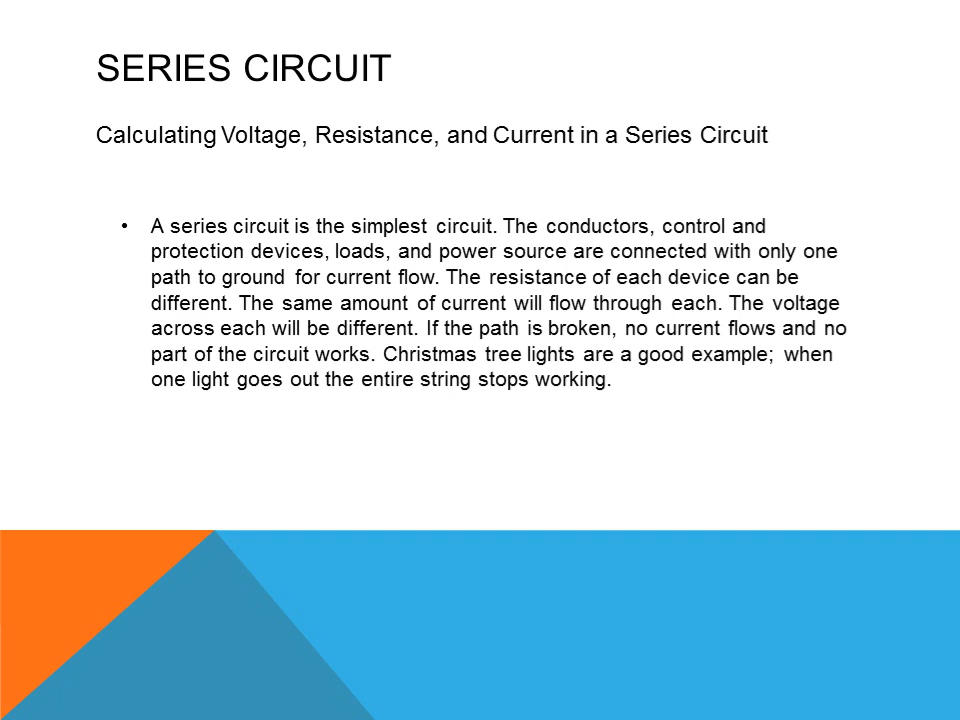 SERIES CIRCUIT
Calculating Voltage, Resistance, and Current in a Series Circuit
• A series circuit is the simplest circuit. The conductors, control and
protection devices, loads, and power source are connected with only one
path to ground for current flow. The resistance of each device can be
different. The same amount of current will flow through each. The voltage
across each will be different. If the path is broken, no current flows and no
part of the circuit works. Christmas tree lights are a good example; when
one light goes out the entire string stops working.